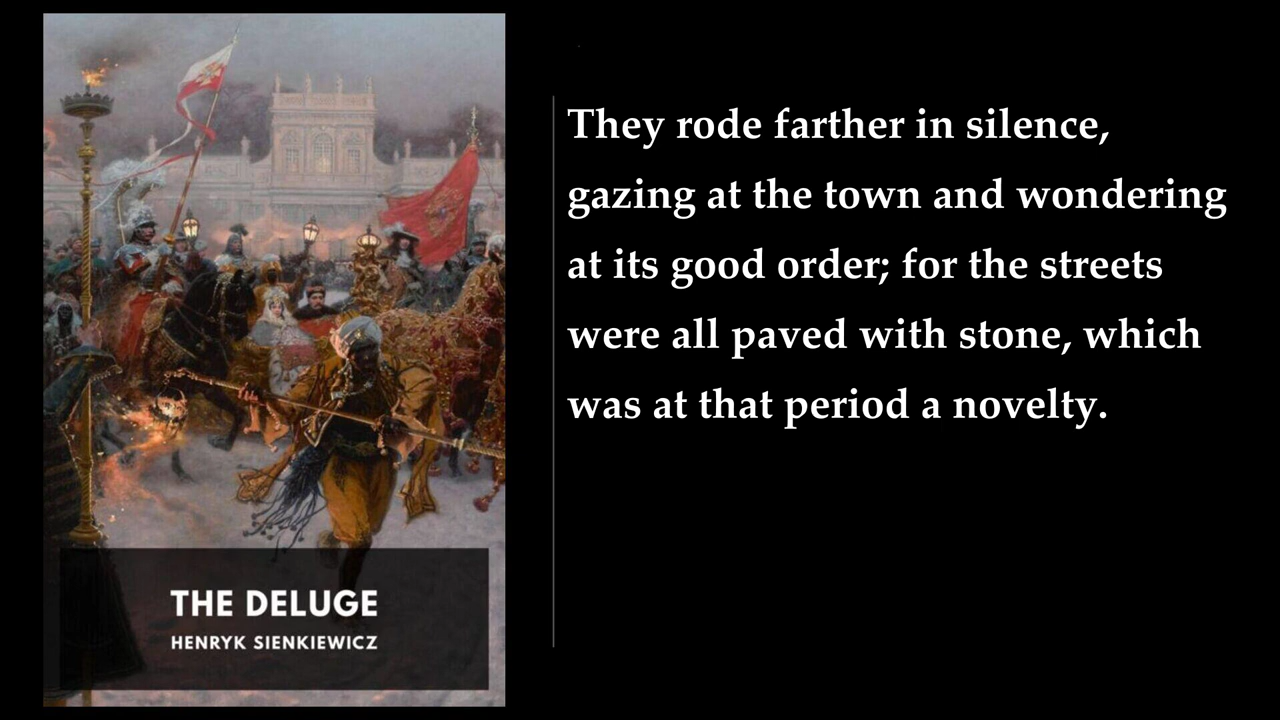 They rode farther in silence,
gazing at the town and wondering
at its good order; for the streets
were all paved with stone, which
was at that period a novelty.
THE DELUGE
HENRYK SIENKIEWICZ